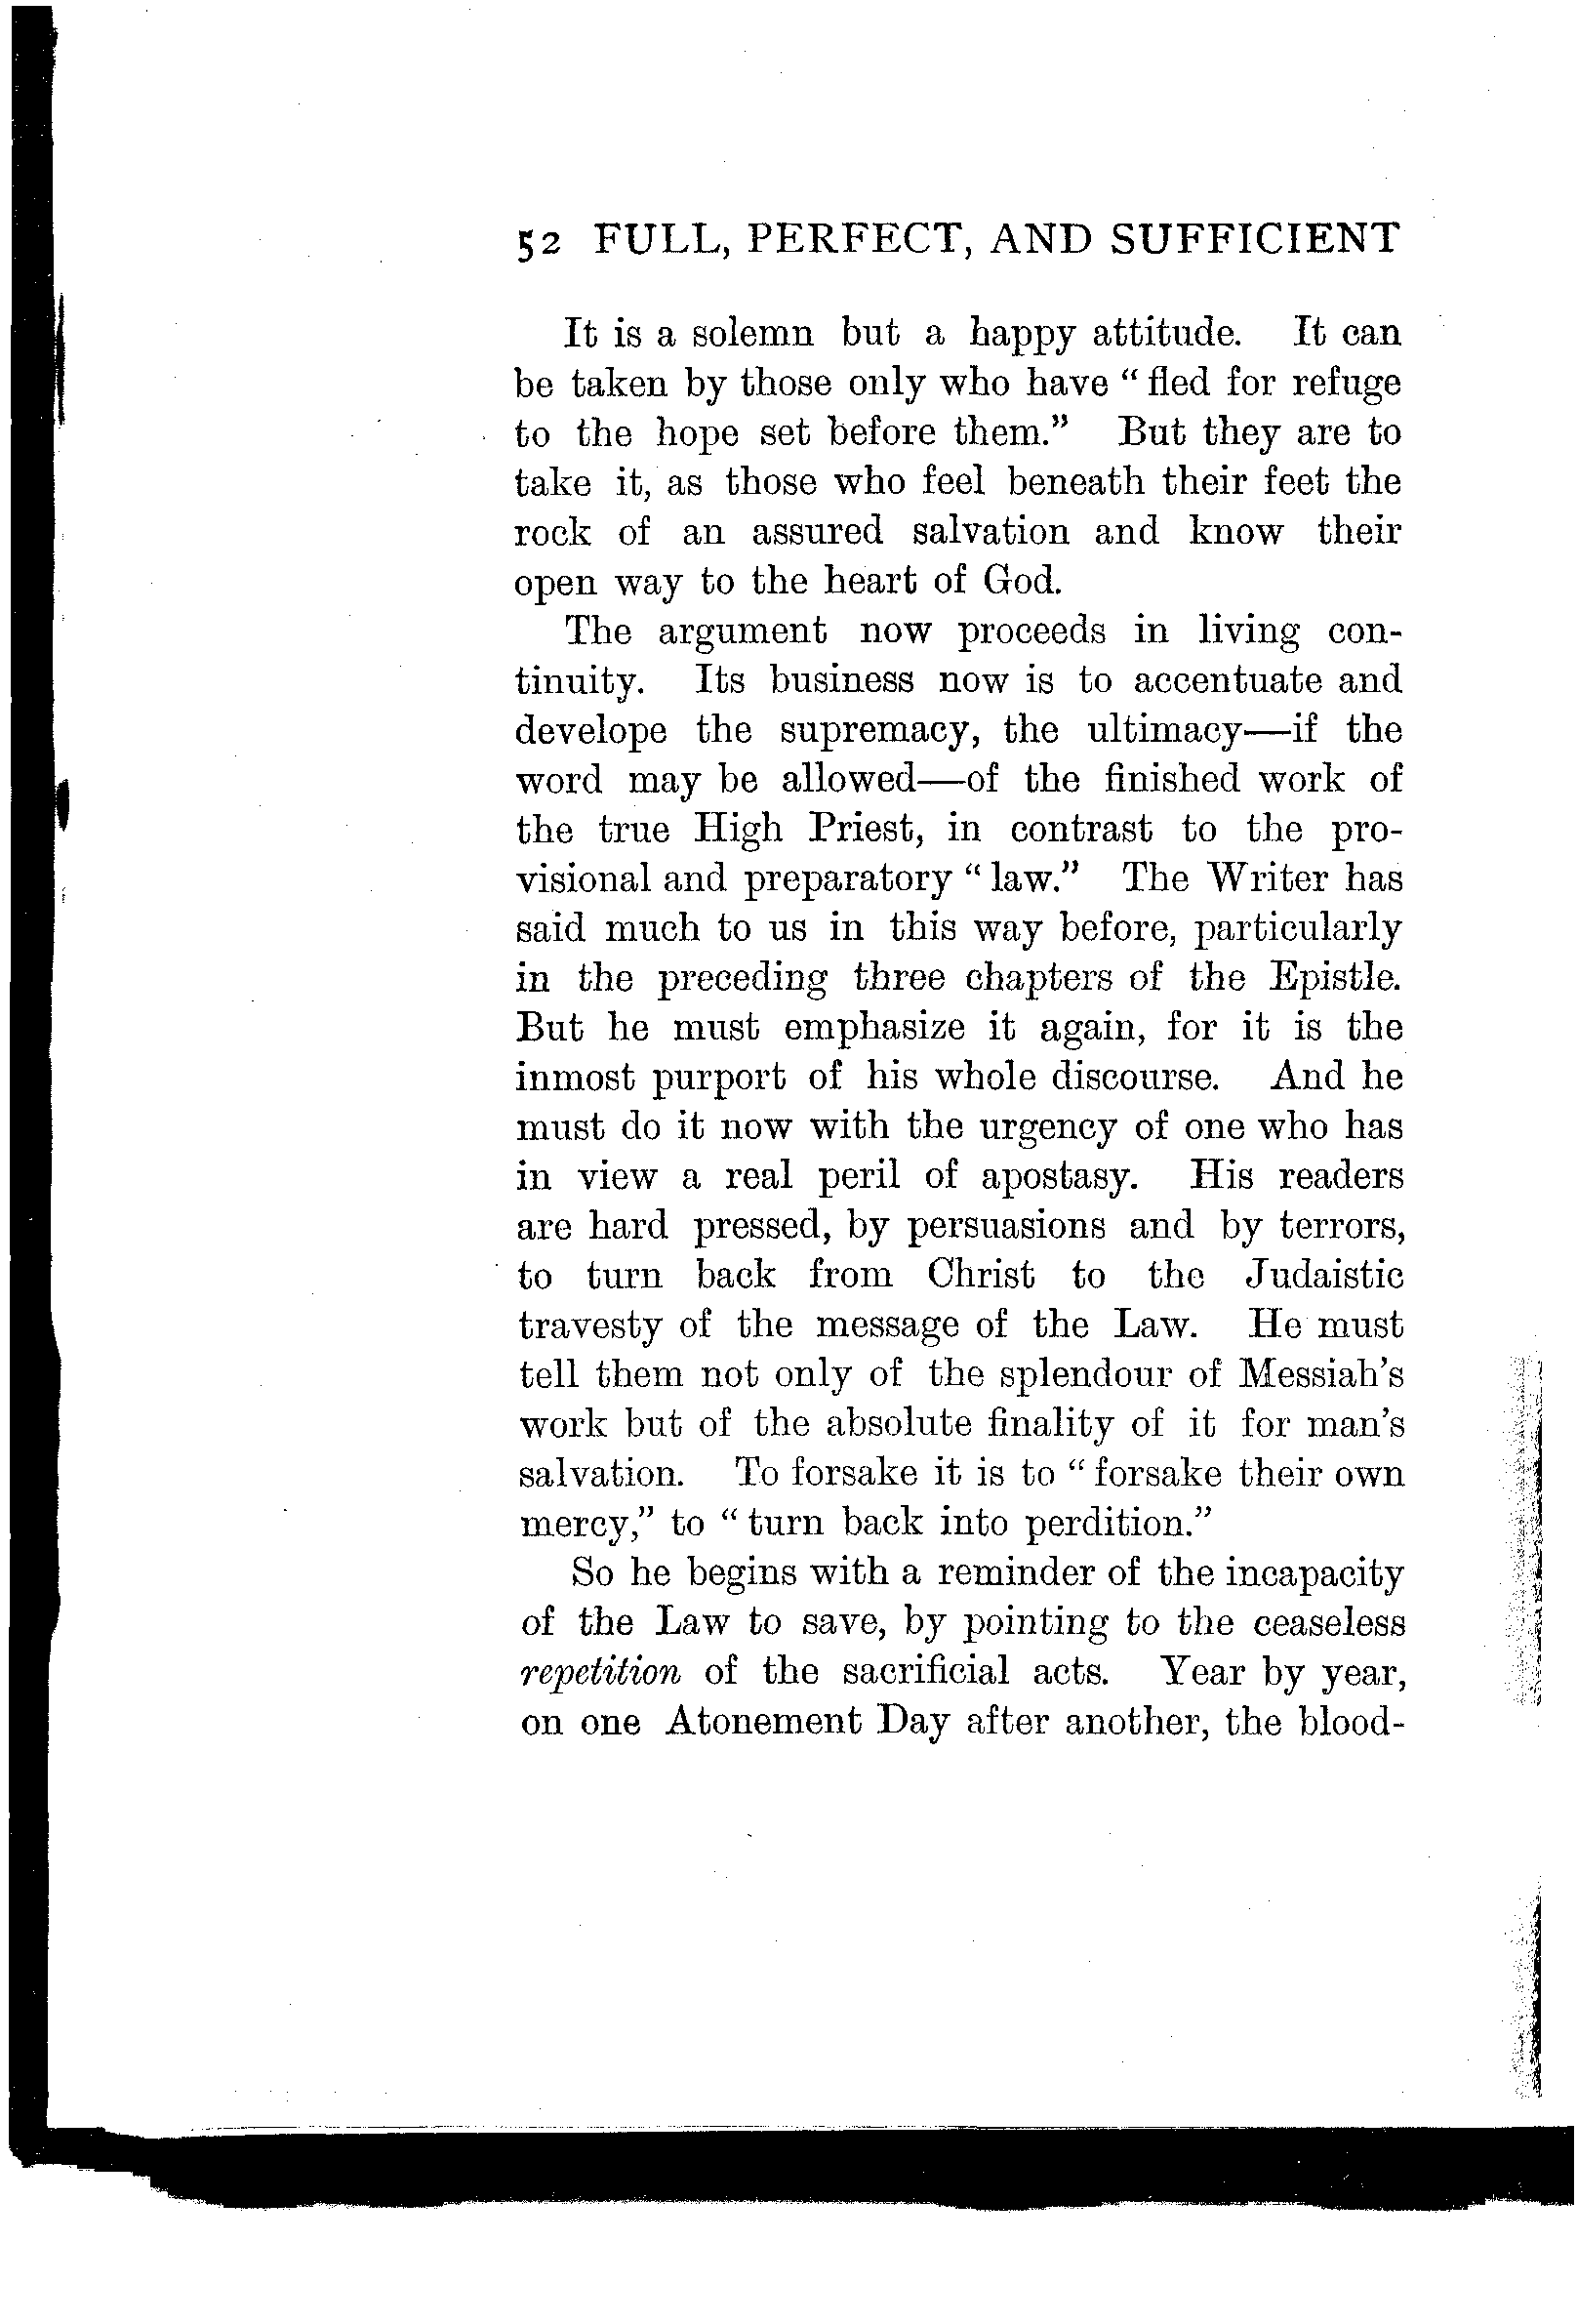 52 FULL, PERFECT, AND SUFFICIENT
It is a solemn but a happy attitude. It can
be taken by those only who have “ fled for refuge
to the hope set before them.” But they are to
take it, as those who feel beneath their feet the
rock of an assured salvation and know their
open way to the heart of God.
The argument now proceeds in living con-
tinuity. Its business now is to accentuate and
develope the supremacy, the ultimacy—if the
word may be allowed—of the finished work of
the true High Priest, in contrast to the pro-
visional and preparatory “ law.” The Writer has
said much to us in this way before, particularly
in the preceding three chapters of the Epistle.
But he must emphasize it again, for it is the
inmost purport of his whole discourse. And he
must do it now with the urgency of one who has
in view a real peril of apostasy. His readers
are hard pressed, by persuasions and by terrors,
to turn back from Christ to the Judaistic
travesty of the message of the Law. He must
tell them not only of the splendour of Messiah’s
work but of the absolute finality of it for man’s
salvation. To forsake it is to “ forsake their own
mercy,” to “ turn back into perdition.”
So he begins with a reminder of the incapacity
of the Law to save, by pointing to the ceaseless
repetition of the sacrificial acts. Year by year,
on one Atonement Day after another, the blood-